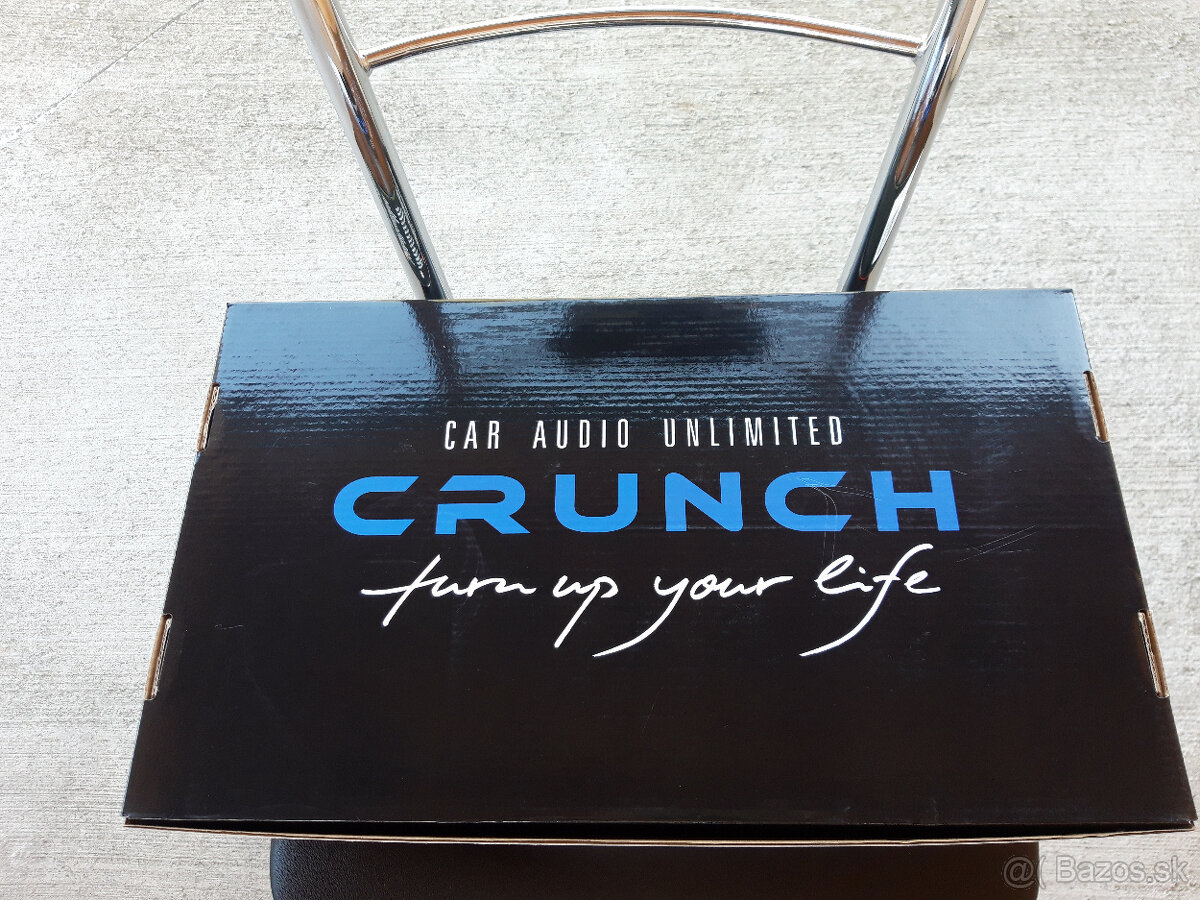 CAR AUDIO UNLIMITED
CRUNCH
turn up your life
@( Bazos.sk